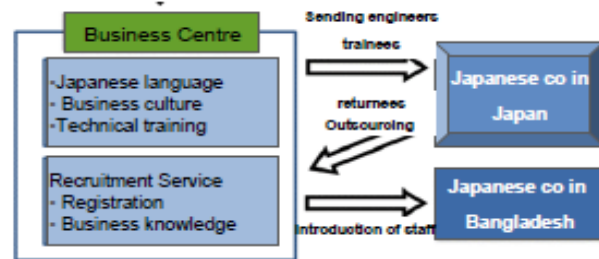 Business Centre
-Japanese language
- Business culture
-Technical training
Recruitment Service
- Registration
- Business knowledge
Sending engineers
trainees
returnees
Outsourcing
Introduction of staff
Japanese co in
Japan
Japanese co in
Bangladesh